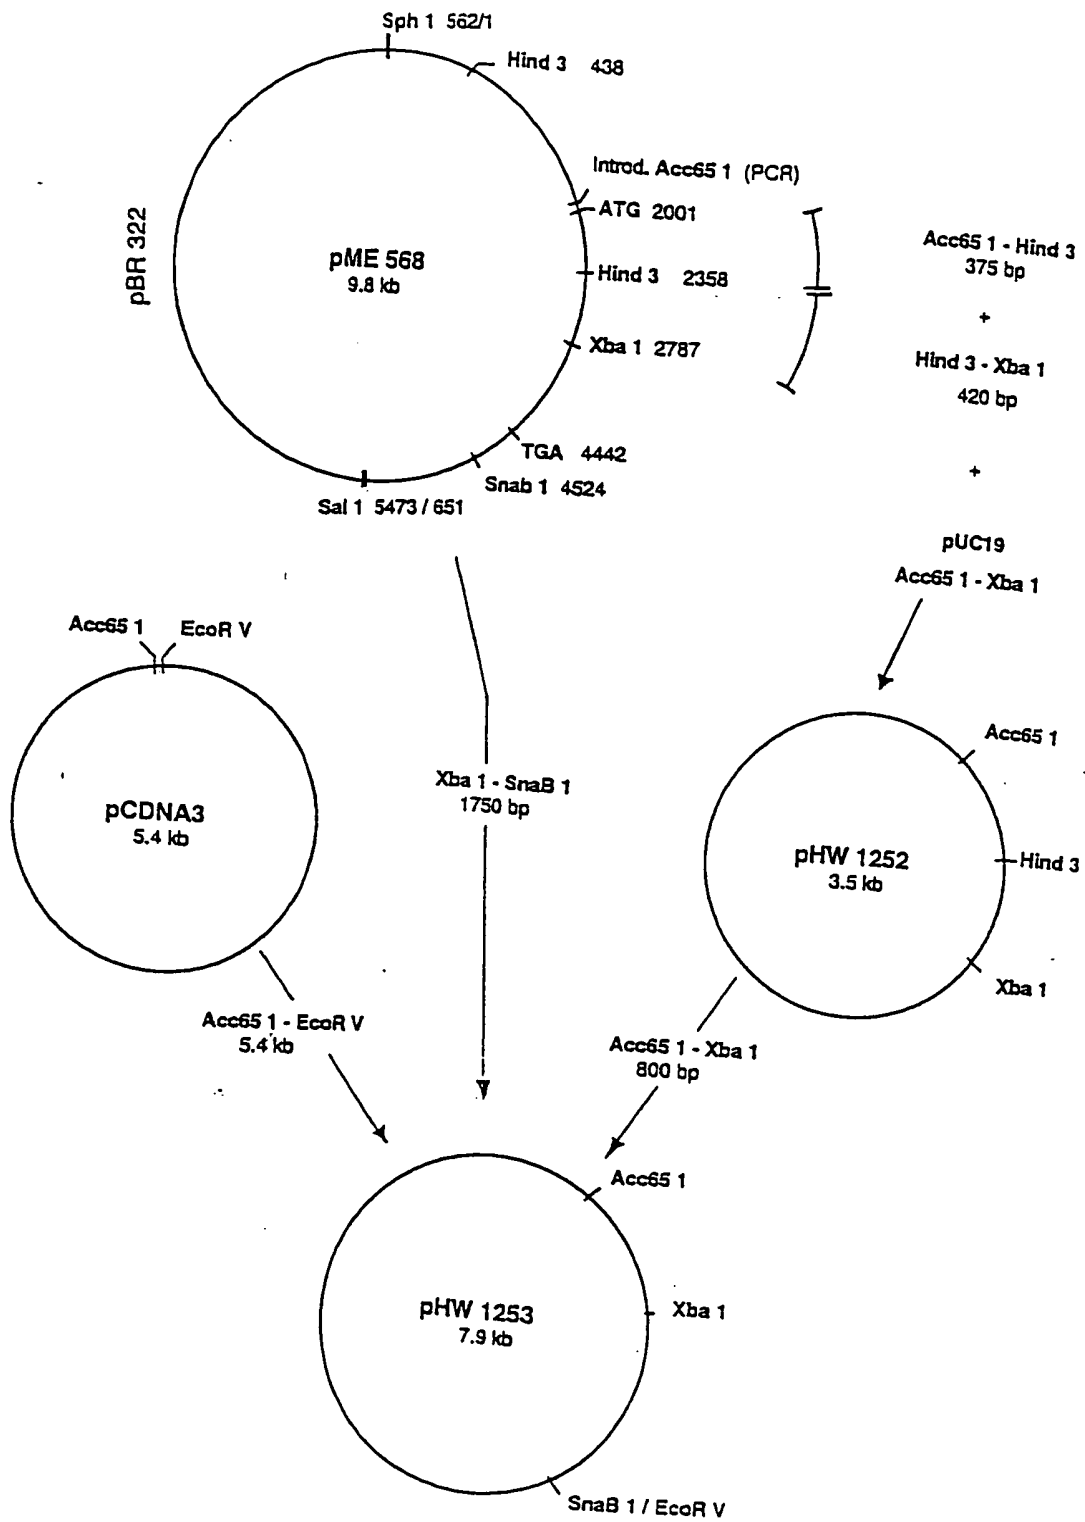 Sph 1 562/1
Hind 3 438
Introd. Acc65 1 (PCR)
ATG 2001
pBR 322
pME 568
9.8 kb
Hind 3 2358
Xba 1 2787
TGA 4442
Snab 1 4524
Sal 1 5473 / 651
Acc65 1 - Hind 3
375 bp
+
Hind 3 - Xba 1
420 bp
+
pUC19
Acc65 1 - Xba 1
Acc65 1
EcoR V
pCDNA3
5.4 kb
Xba 1 - SnaB 1
1750 bp
Acc65 1
pHW 1252
3.5 kb
Hind 3
Xba 1
Acc65 1 - EcoR V
5.4 kb
Acc65 1 - Xba 1
800 bp
Acc65 1
pHW 1253
7.9 kb
Xba 1
SnaB 1 / EcoR V